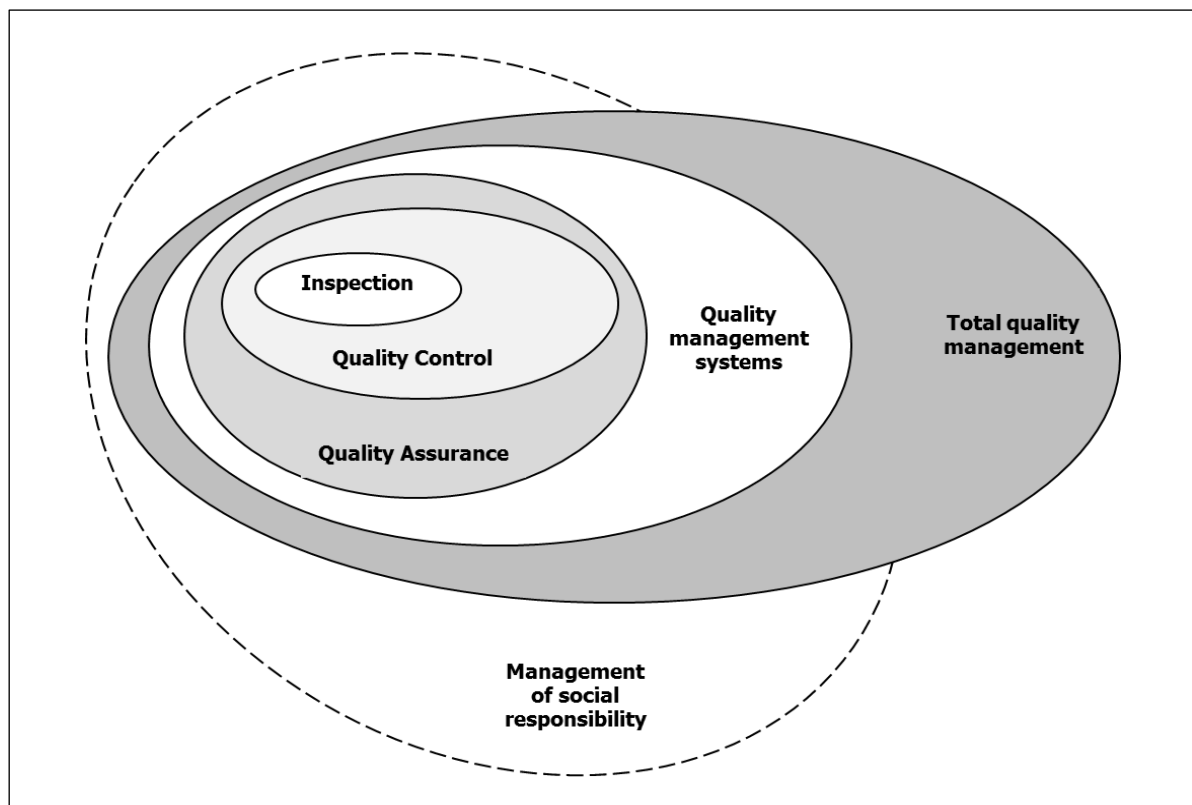 Inspection
Quality Control
Quality Assurance
Quality
management
systems
Total quality
management
Management
of social
responsibility